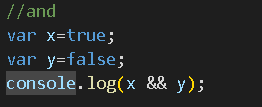 //and
var x=true;
var y=false;
console.log(x && y);